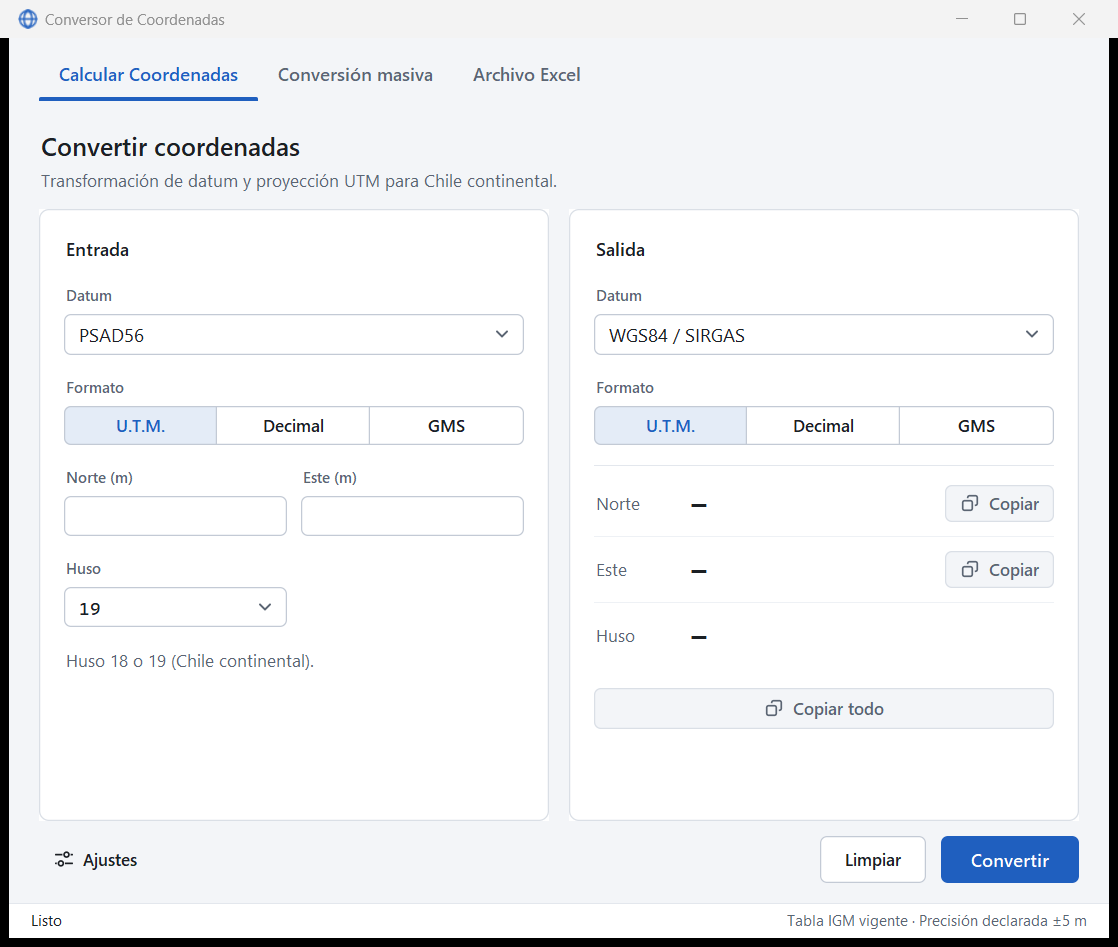 Conversor de Coordenadas
Calcular Coordenadas
Conversión masiva
Archivo Excel
Convertir coordenadas
Transformación de datum y proyección UTM para Chile continental.
Entrada
Datum
PSAD56
Formato
U.T.M.
Decimal
GMS
Norte (m)
Este (m)
Huso
19
Huso 18 o 19 (Chile continental).
Salida
Datum
WGS84 / SIRGAS
Formato
U.T.M.
Decimal
GMS
Norte
—
Copiar
Este
—
Copiar
Huso
—
Copiar todo
Ajustes
Limpiar
Convertir
Listo
Tabla IGM vigente · Precisión declarada ±5 m